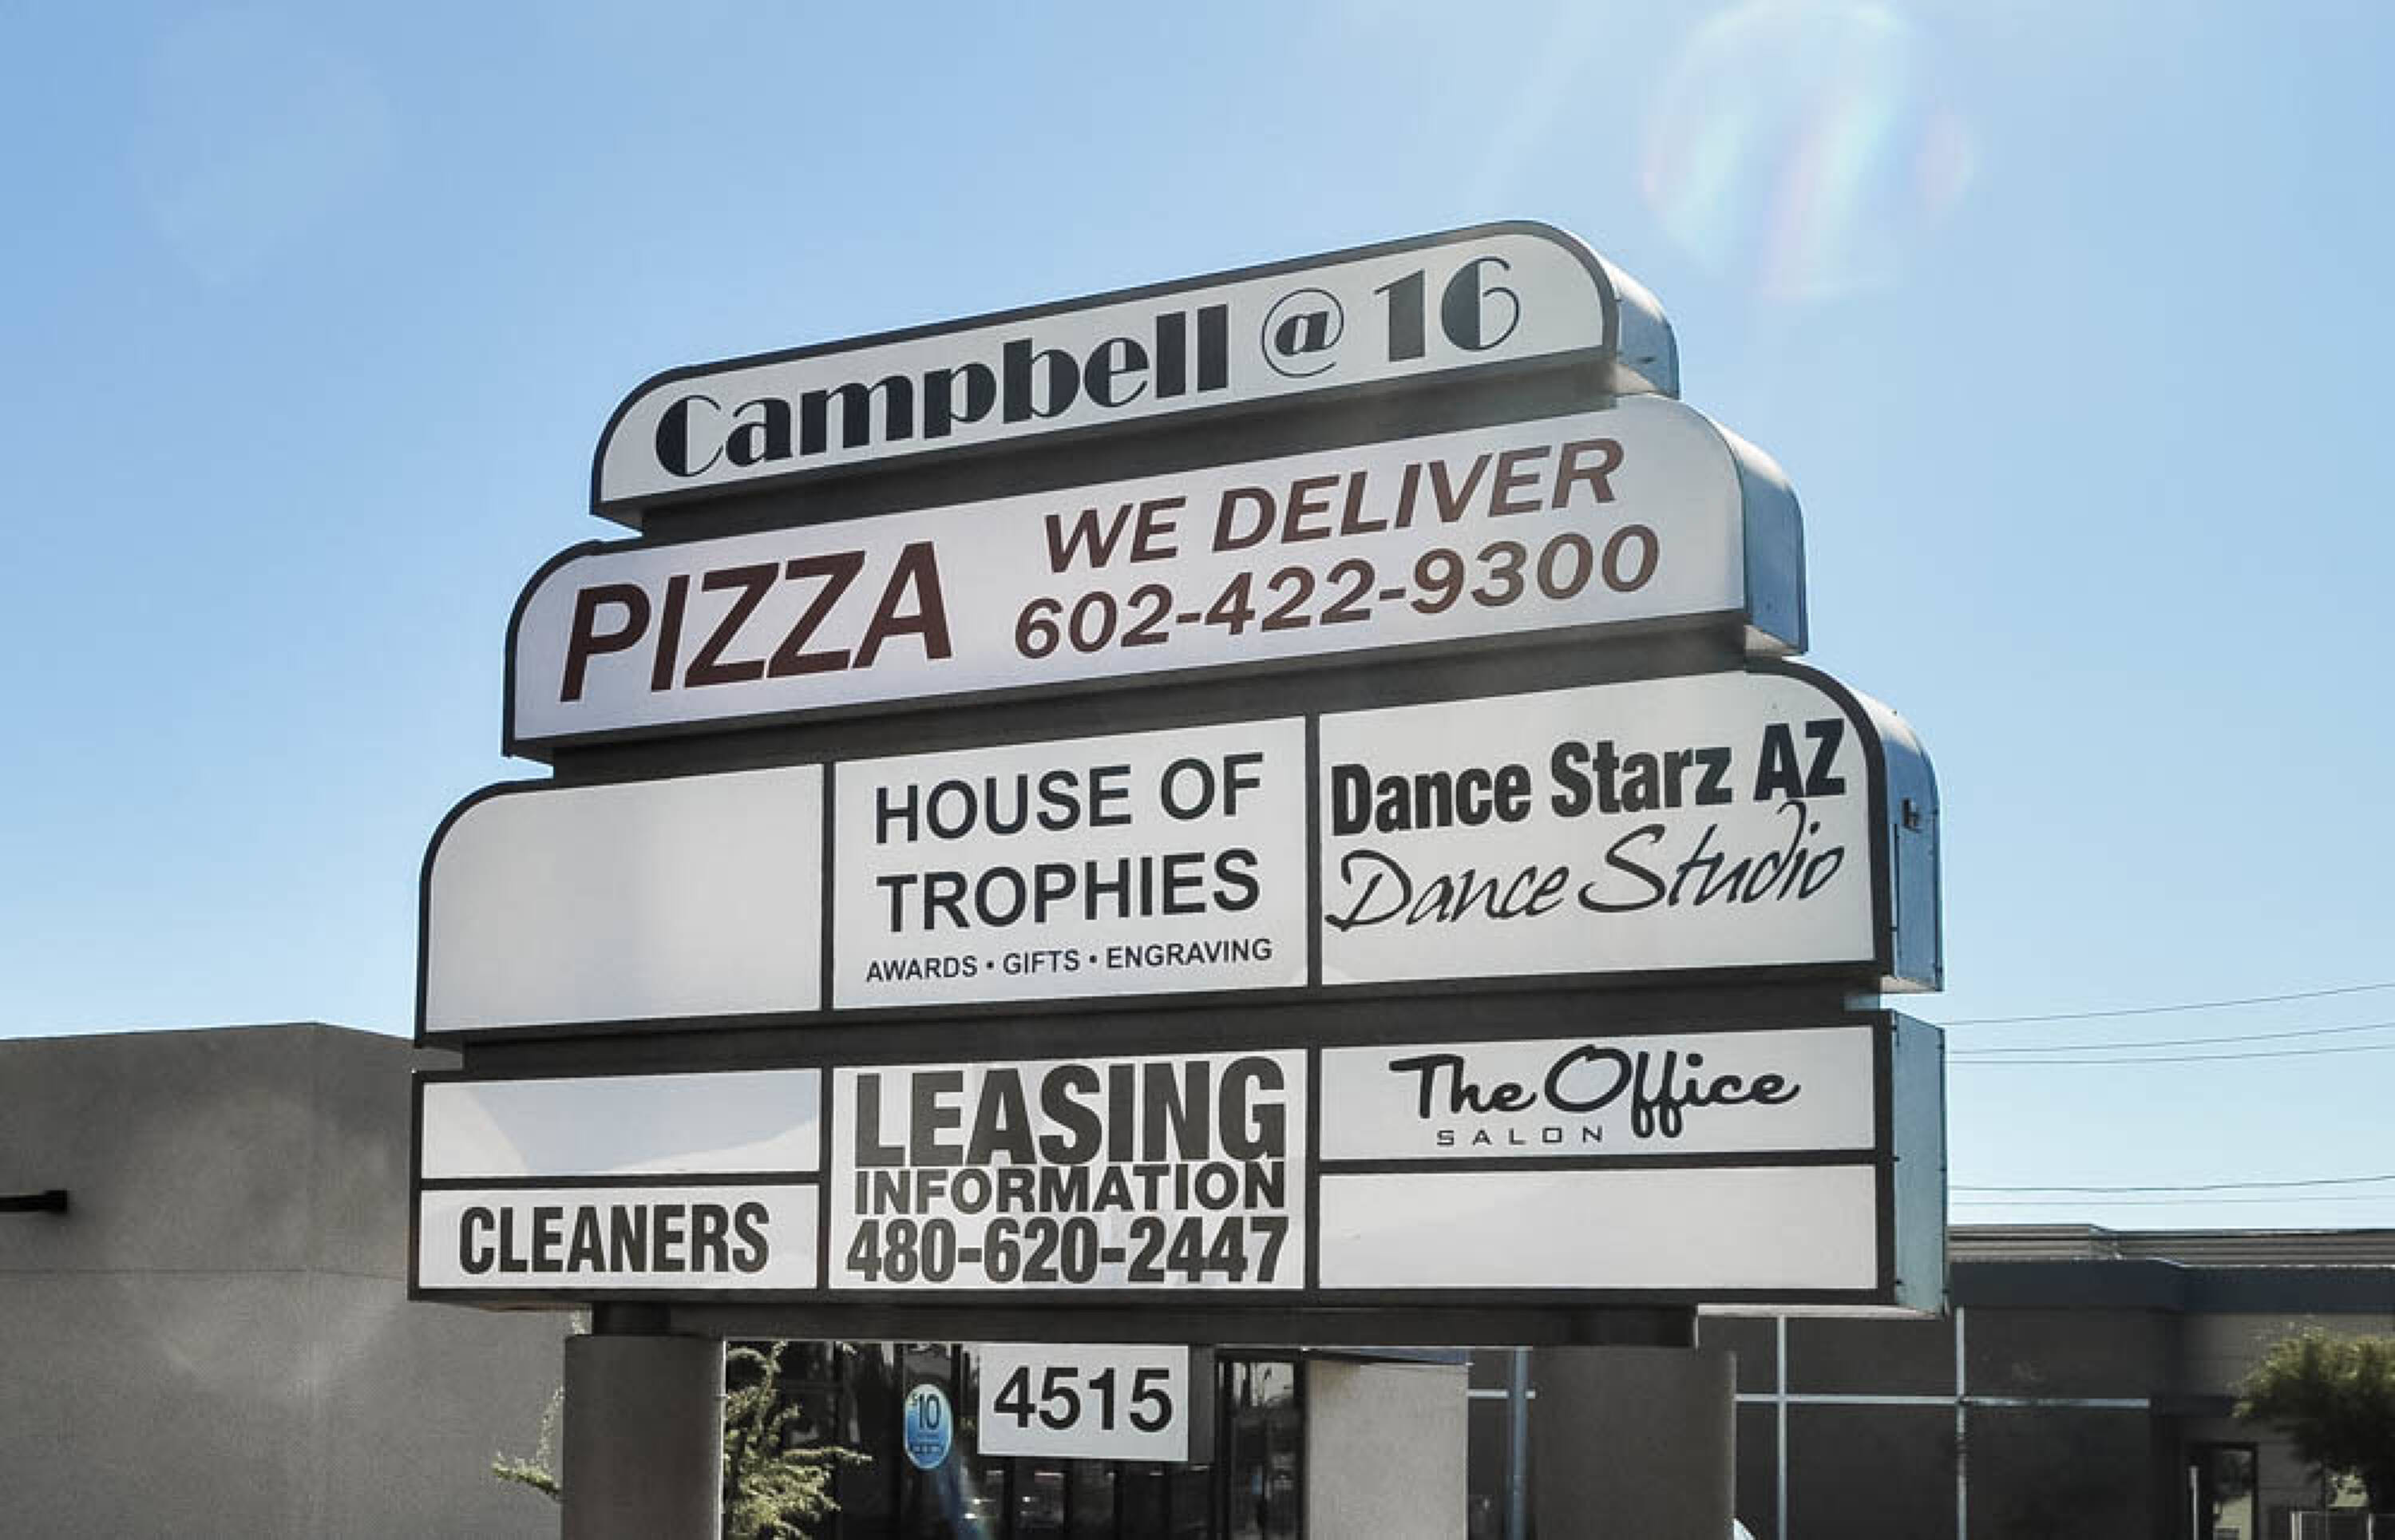 Campbell @ 16
PIZZA
WE DELIVER
602-422-9300
HOUSE OF
TROPHIES
AWARDS • GIFTS • ENGRAVING
Dance Starz AZ
Dance Studio
CLEANERS
LEASING
INFORMATION
480-620-2447
The Office
SALON
4515
$10